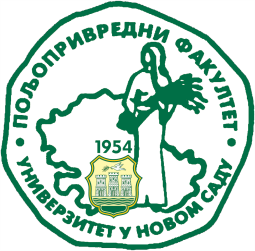 ПОЉОПРИВРЕДНИ ФАКУЛТЕТ
1954
УНИВЕРЗИТЕТ У НОВОМ САДУ